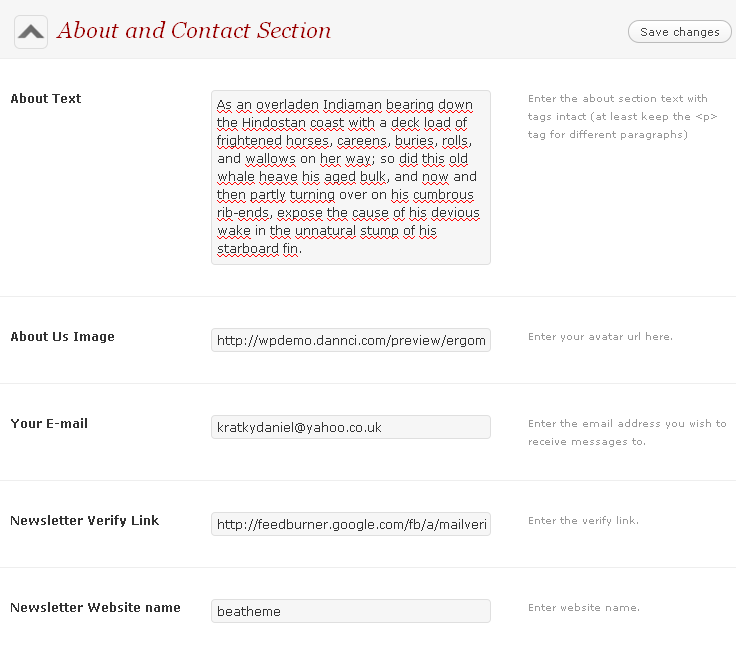 About and Contact Section
Save changes
About Text
As an overladen Indiaman bearing down
the Hindostan coast with a deck load of
frightened horses, careens, buries, rolls,
and wallows on her way; so did this old
whale heave his aged bulk, and now and
then partly turning over on his cumbrous
rib-ends, expose the cause of his devious
wake in the unnatural stump of his
starboard fin.
Enter the about section text with
tags intact (at least keep the <p>
tag for different paragraphs)
About Us Image
http://wpdemo.dannci.com/preview/ergom
Enter your avatar url here.
Your E-mail
kratkydaniel@yahoo.co.uk
Enter the email address you wish to
receive messages to.
Newsletter Verify Link
http://feedburner.google.com/fb/a/mailveri
Enter the verify link.
Newsletter Website name
beatheme
Enter website name.